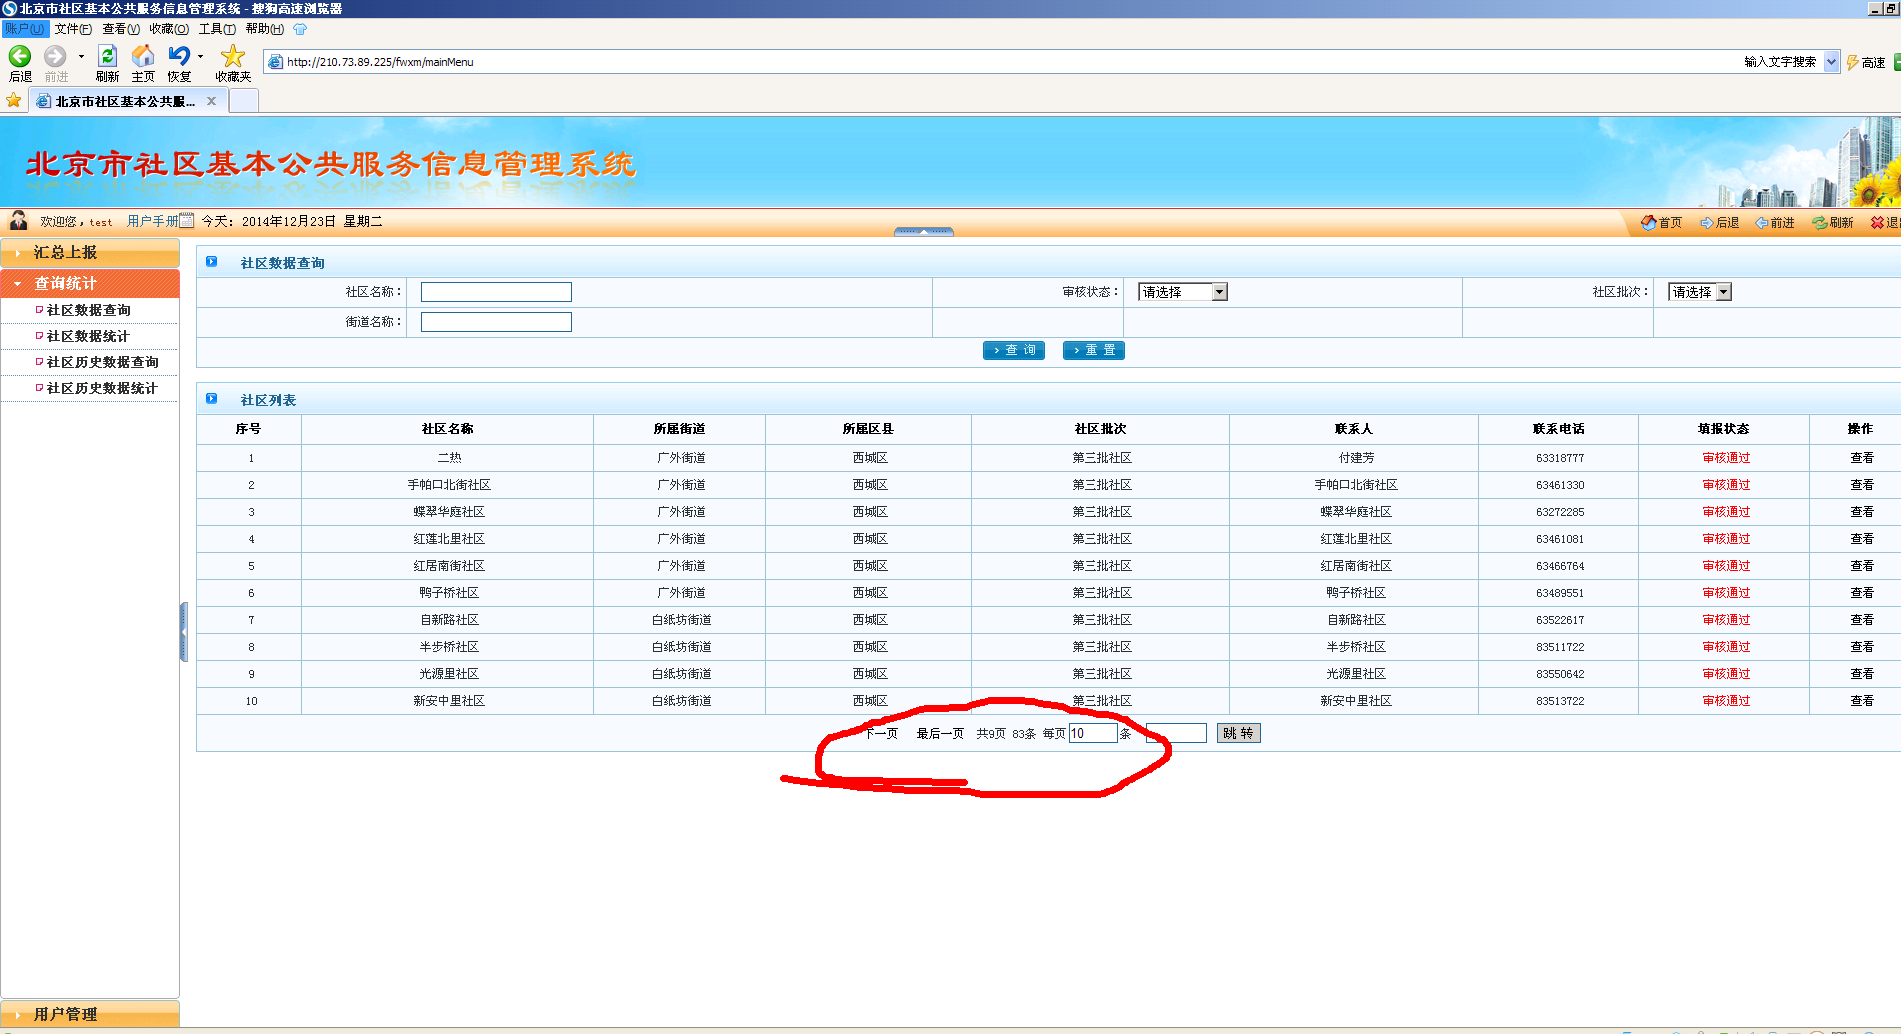 北京市社区基本公共服务信息管理系统 - 搜狗高速浏览器
账户(U) 文件(F) 查看(V) 收藏(O) 工具(T) 帮助(H)
后退 前进 刷新 主页 恢复 收藏夹 http://210.73.89.225/fwxm/mainMenu 输入文字搜索 高速
北京市社区基本公共服... x
北京市社区基本公共服务信息管理系统
欢迎您，test 用户手册 今天：2014年12月23日 星期二 首页 后退 前进 刷新
汇总上报
查询统计
社区数据查询
社区数据统计
社区历史数据查询
社区历史数据统计
用户管理
社区数据查询
社区名称： 审核状态： 请选择 社区批次： 请选择
街道名称：
查 询 重 置
社区列表
序号 社区名称 所属街道 所属区县 社区批次 联系人 联系电话 填报状态 操作
1 二热 广外街道 西城区 第三批社区 付建芳 63318777 审核通过 查看
2 手帕口北街社区 广外街道 西城区 第三批社区 手帕口北街社区 63461330 审核通过 查看
3 蝶翠华庭社区 广外街道 西城区 第三批社区 蝶翠华庭社区 63272285 审核通过 查看
4 红莲北里社区 广外街道 西城区 第三批社区 红莲北里社区 63461081 审核通过 查看
5 红居南街社区 广外街道 西城区 第三批社区 红居南街社区 63466764 审核通过 查看
6 鸭子桥社区 广外街道 西城区 第三批社区 鸭子桥社区 63489551 审核通过 查看
7 自新路社区 白纸坊街道 西城区 第三批社区 自新路社区 63522617 审核通过 查看
8 半步桥社区 白纸坊街道 西城区 第三批社区 半步桥社区 83511722 审核通过 查看
9 光源里社区 白纸坊街道 西城区 第三批社区 光源里社区 83550642 审核通过 查看
10 新安中里社区 白纸坊街道 西城区 第三批社区 新安中里社区 83513722 审核通过 查看
下一页 最后一页 共9页 83条 每页 10 条 跳 转